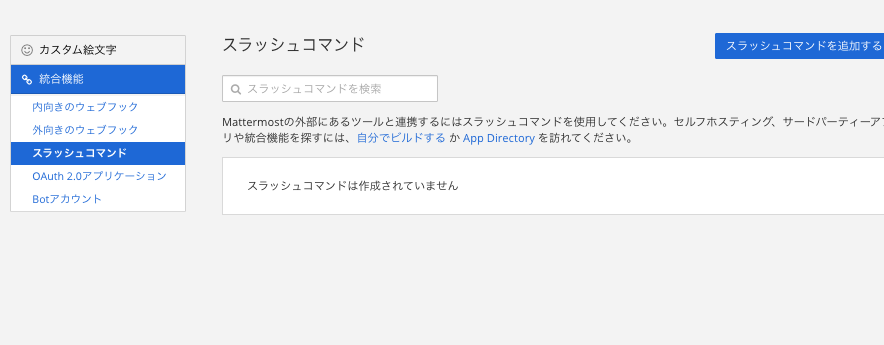 カスタム絵文字
統合機能
内向きのウェブフック
外向きのウェブフック
スラッシュコマンド
OAuth 2.0アプリケーション
Botアカウント
スラッシュコマンド
スラッシュコマンドを追加する
スラッシュコマンドを検索
Mattermostの外部にあるツールと連携するにはスラッシュコマンドを使用してください。セルフホスティング、サードパーティーアプ
リや統合機能を探すには、自分でビルドする か App Directory を訪れてください。
スラッシュコマンドは作成されていません